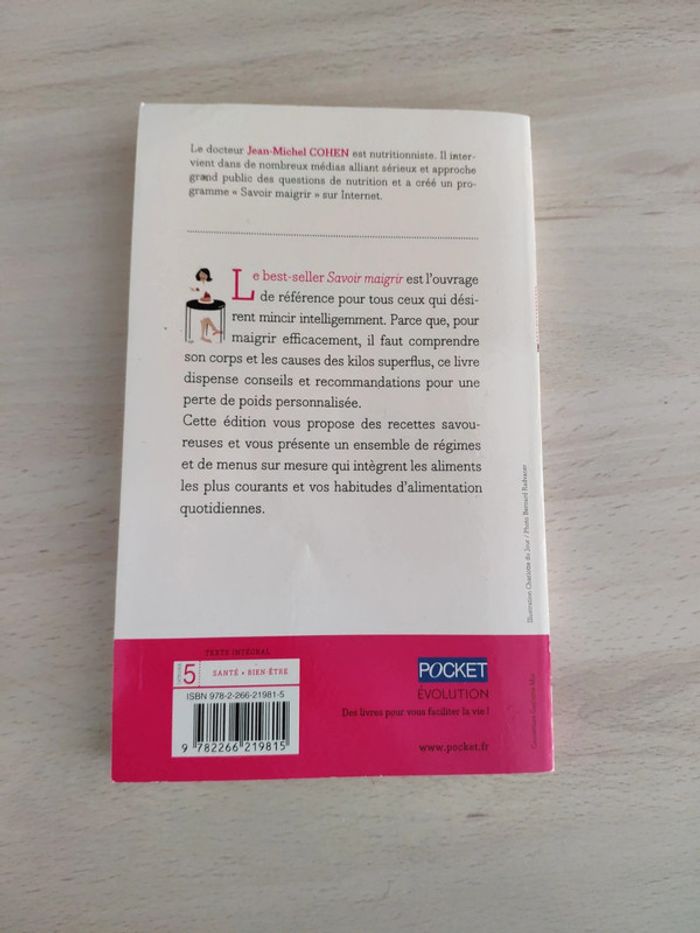 Le docteur Jean-Michel COHEN est nutritionniste. Il inter-
vient dans de nombreux médias alliant sérieux et approche
grand public des questions de nutrition et a créé un pro-
gramme « Savoir maigrir » sur Internet.
Le best-seller Savoir maigrir est l'ouvrage
de référence pour tous ceux qui dési-
rent mincir intelligemment. Parce que, pour
maigrir efficacement, il faut comprendre
son corps et les causes des kilos superflus, ce livre
dispense conseils et recommandations pour une
perte de poids personnalisée.
Cette édition vous propose des recettes savou-
reuses et vous présente un ensemble de régimes
et de menus sur mesure qui intègrent les aliments
les plus courants et vos habitudes d'alimentation
quotidiennes.
Illustration Charlotte du Jour / Photo Bernard
TEXTE INTÉGRAL
5
SANTÉ • BIEN-ÊTRE
ISBN 978-2-266-21981-5
9 782266 219815
POCKET
ÉVOLUTION
Des livres pour vous faciliter la vie !
www.pocket.fr